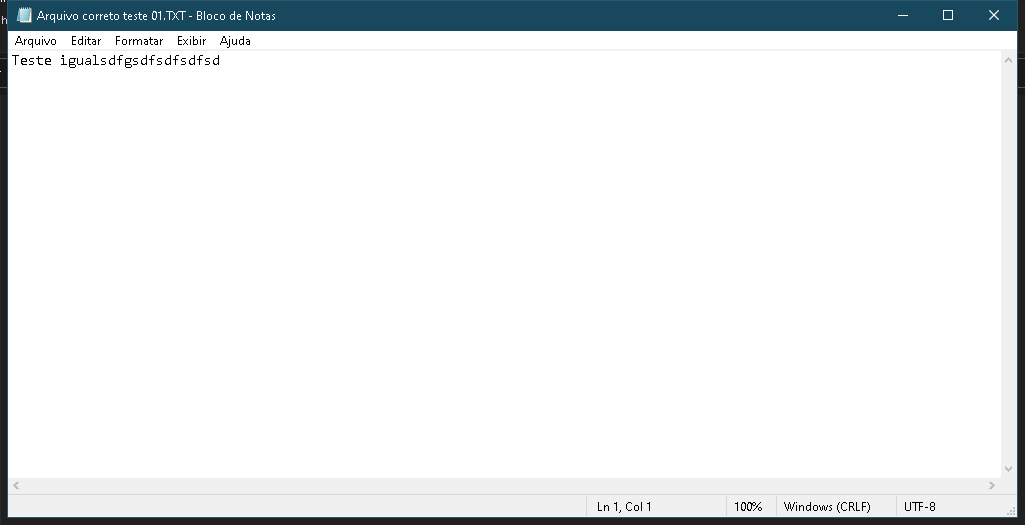 Arquivo correto teste 01.TXT - Bloco de Notas
Arquivo Editar Formatar Exibir Ajuda
Teste igualsdfgsdfsdfsdfsd
Ln 1, Col 1 100% Windows (CRLF) UTF-8